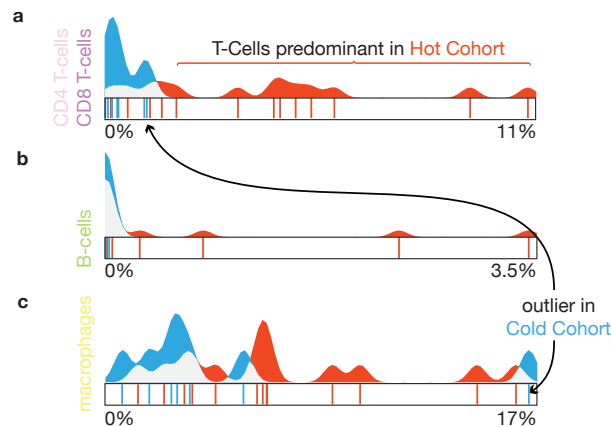 a
CD4 T-cells
CD8 T-cells
T-Cells predominant in Hot Cohort
0%
11%
b
B-cells
0%
3.5%
c
macrophages
outlier in
Cold Cohort
0%
17%